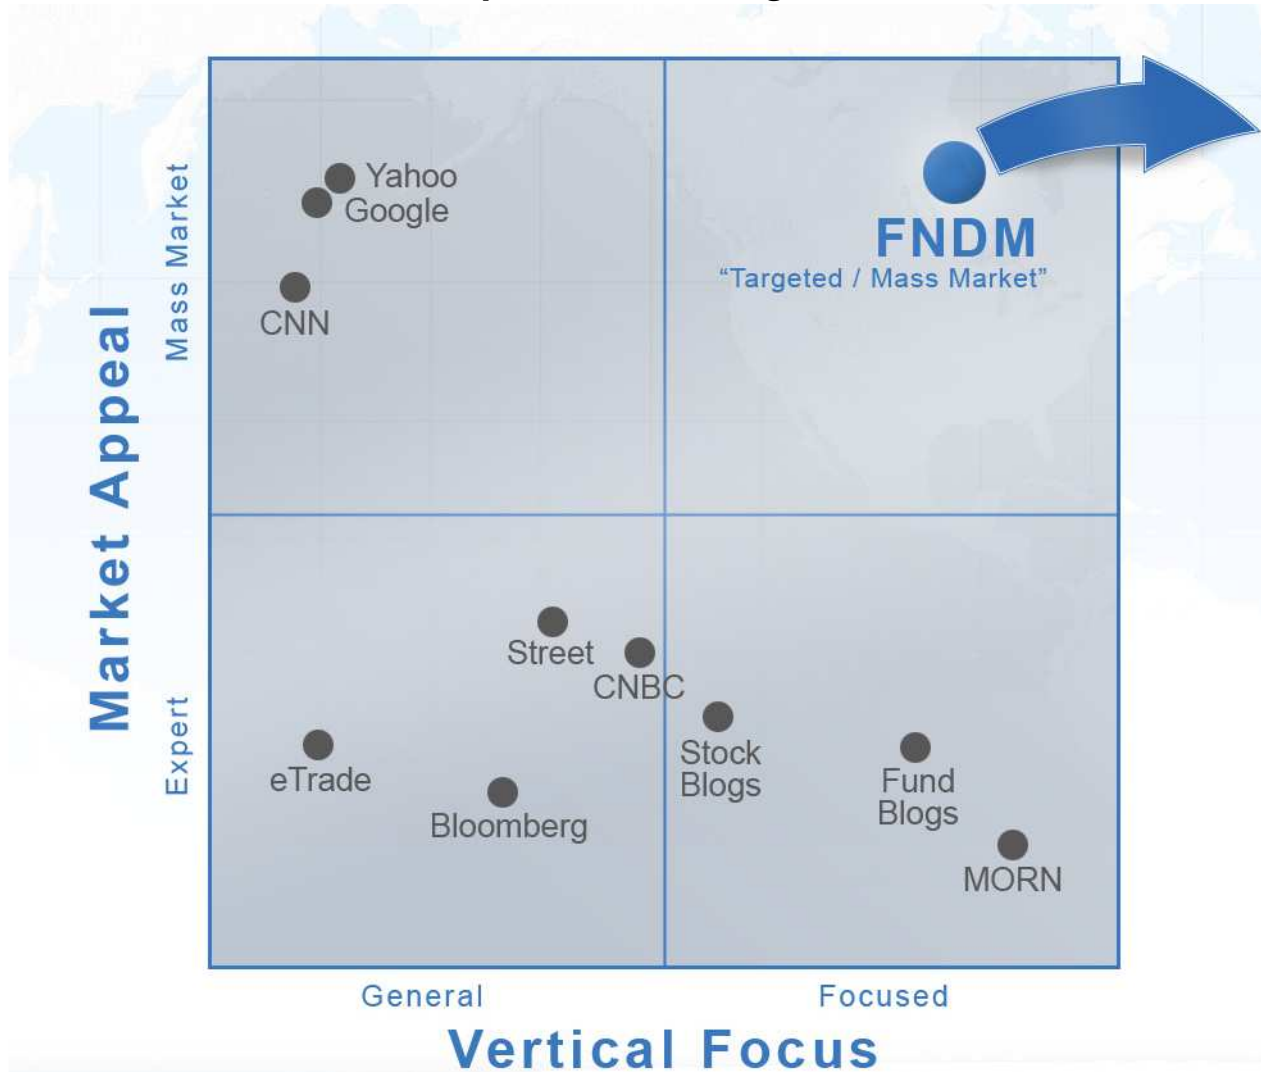 Yahoo
Google
CNN
FNDM
“Targeted / Mass Market”
Market Appeal
Mass Market
Expert
Street
CNBC
Stock
Blogs
eTrade
Bloomberg
Fund
Blogs
MORN
General
Focused
Vertical Focus